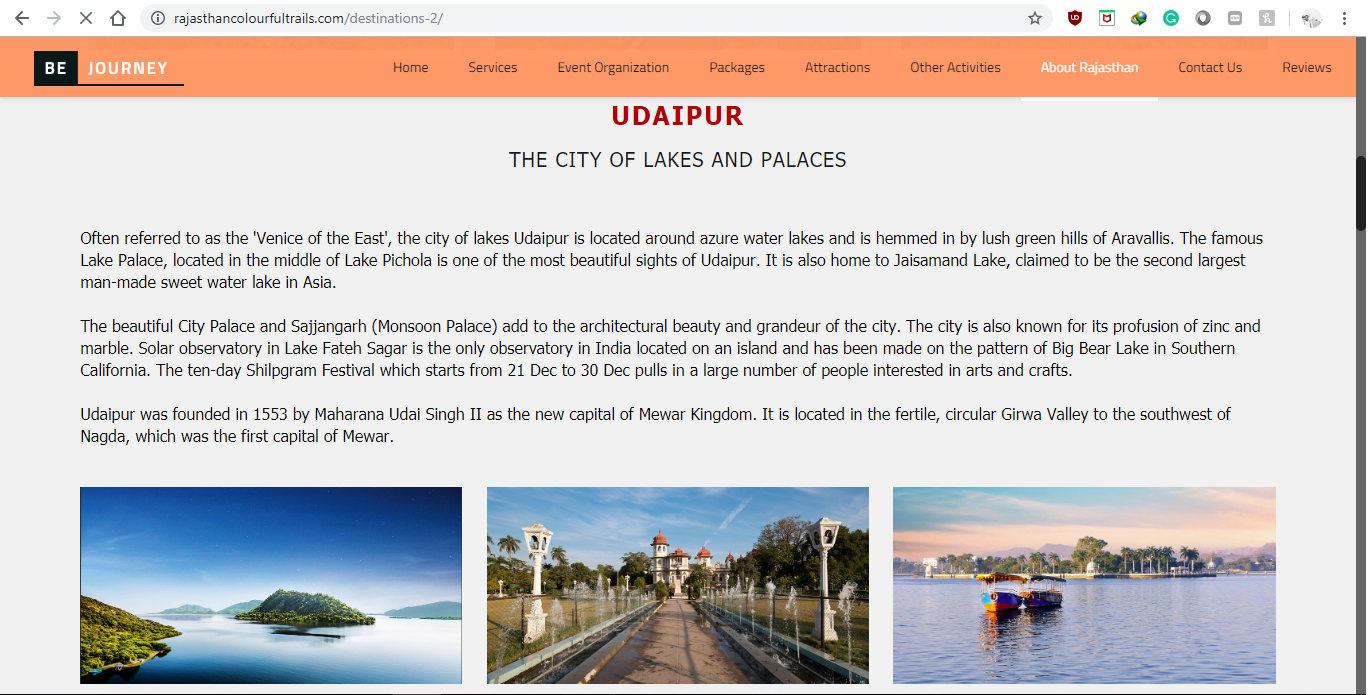 rajasthancolourfultrails.com/destinations-2/
BE JOURNEY
Home Services Event Organization Packages Attractions Other Activities About Rajasthan Contact Us Reviews
UDAIPUR
THE CITY OF LAKES AND PALACES
Often referred to as the 'Venice of the East', the city of lakes Udaipur is located around azure water lakes and is hemmed in by lush green hills of Aravallis. The famous
Lake Palace, located in the middle of Lake Pichola is one of the most beautiful sights of Udaipur. It is also home to Jaisamand Lake, claimed to be the second largest
man-made sweet water lake in Asia.
The beautiful City Palace and Sajjangarh (Monsoon Palace) add to the architectural beauty and grandeur of the city. The city is also known for its profusion of zinc and
marble. Solar observatory in Lake Fateh Sagar is the only observatory in India located on an island and has been made on the pattern of Big Bear Lake in Southern
California. The ten-day Shilpgram Festival which starts from 21 Dec to 30 Dec pulls in a large number of people interested in arts and crafts.
Udaipur was founded in 1553 by Maharana Udai Singh II as the new capital of Mewar Kingdom. It is located in the fertile, circular Girwa Valley to the southwest of
Nagda, which was the first capital of Mewar.